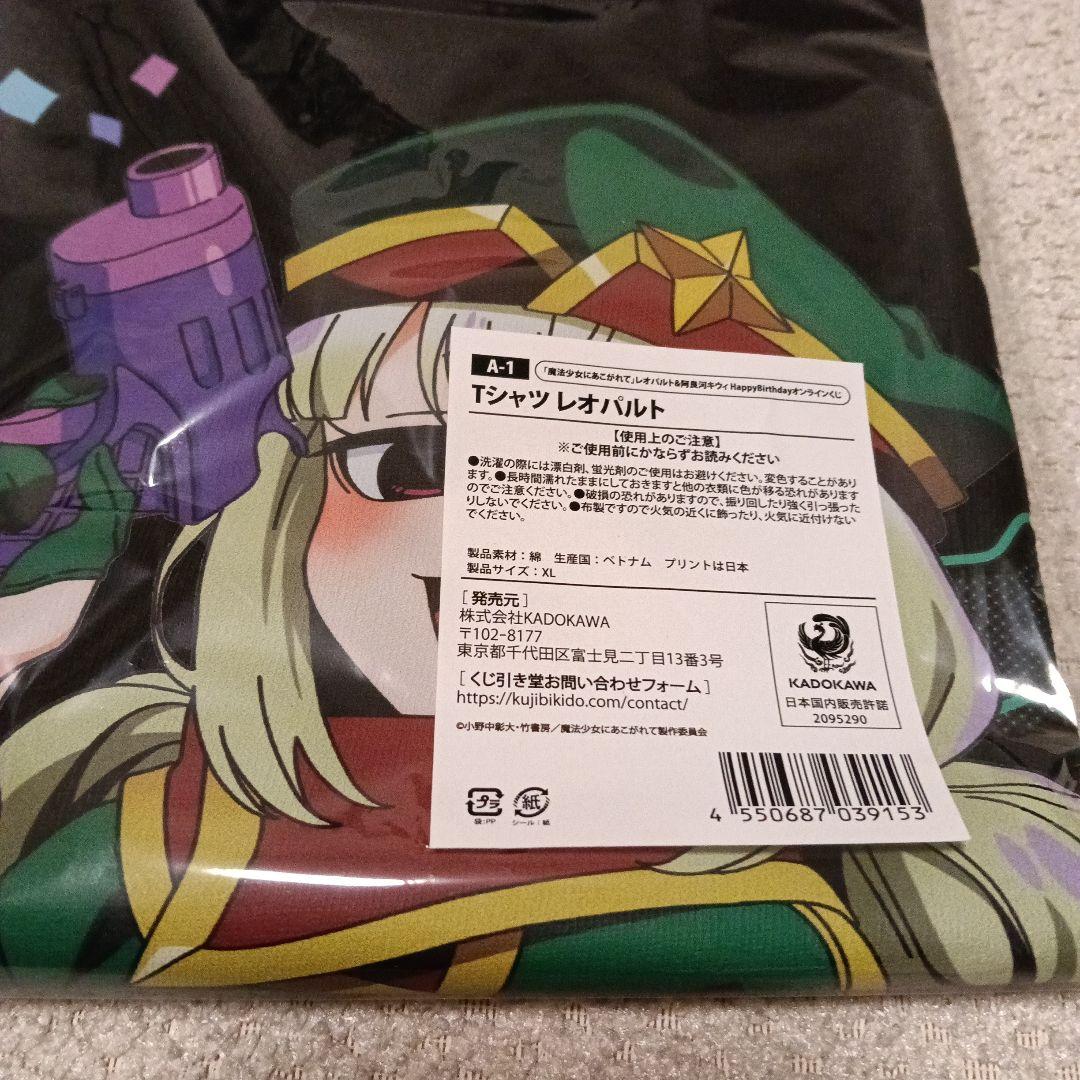 A-1
「魔法少女にあこがれて」レオパルト&阿良河キウィ HappyBirthdayオンラインくじ
Tシャツ レオパルト
【使用上のご注意】
※ご使用前にかならずお読みください
●洗濯の際には漂白剤、蛍光剤のご使用はお避けください。変色することがあり
ます。●長時間濡れたままにしておきますと他の衣類に色が移る恐れがあります
のでご注意ください。●破損の恐れがありますので、振り回したり強く引っ張った
りしないでください。●布製ですので火気の近くに飾ったり、火気に近付けない
でください。
製品素材：綿 生産国：ベトナム プリントは日本
製品サイズ：XL
［発売元］
株式会社KADOKAWA
〒102-8177
東京都千代田区富士見二丁目13番3号
［くじ引き堂お問い合わせフォーム］
https://kujibikido.com/contact/
©小野中彰大・竹書房／魔法少女にあこがれて製作委員会
KADOKAWA
日本国内販売許諾
2095290
プラ
袋：PP
紙
シール：紙
4 550687 039153